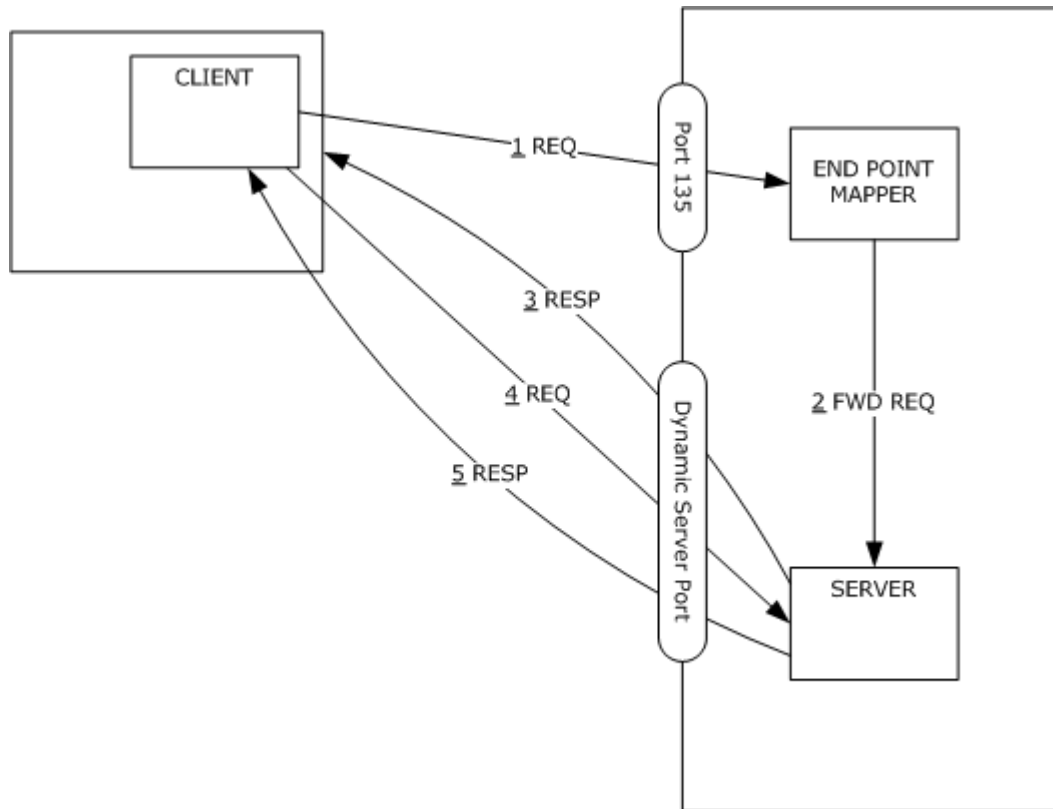 CLIENT
1 REQ
Port 135
END POINT
MAPPER
3 RESP
4 REQ
2 FWD REQ
5 RESP
Dynamic Server Port
SERVER